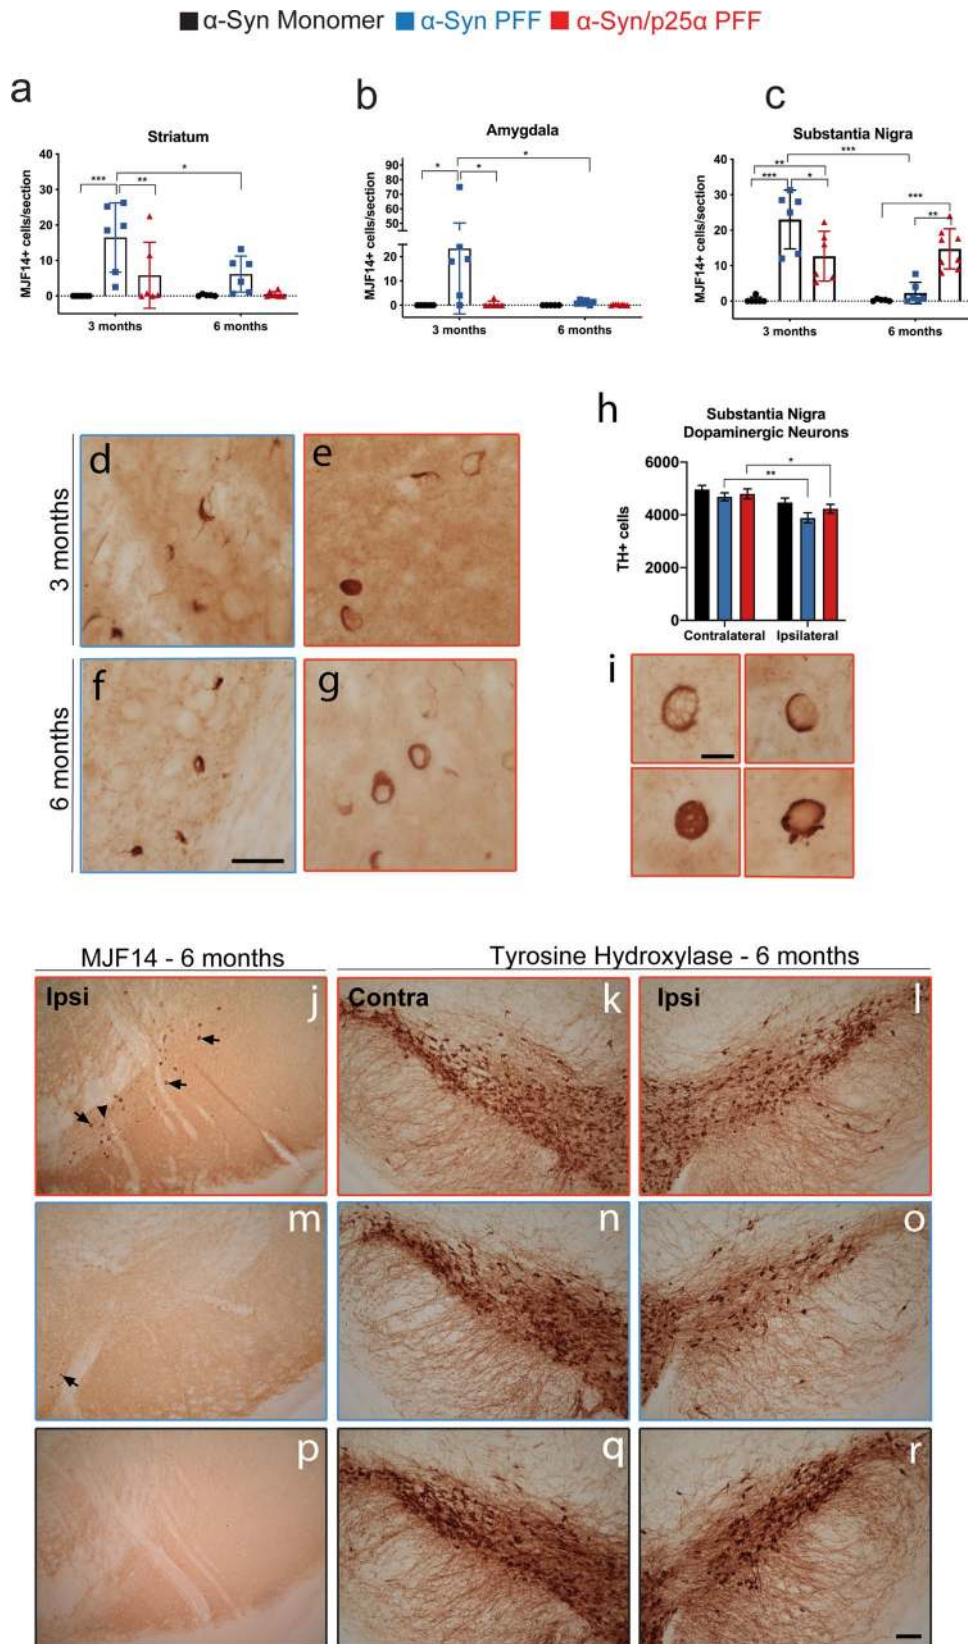 α-Syn Monomer α-Syn PFF α-Syn/p25α PFF
a
b
c
Striatum
Amygdala
Substantia Nigra
MJF14+ cells/section
40
30
20
10
0
***
**
*
3 months
6 months
MJF14+ cells/section
90
80
70
60
50
20
10
0
*
*
*
3 months
6 months
MJF14+ cells/section
40
30
20
10
0
**
***
*
***
***
**
3 months
6 months
3 months
d
e
6 months
f
g
h
Substantia Nigra
Dopaminergic Neurons
TH+ cells
6000
4000
2000
0
**
*
Contralateral Ipsilateral
i
MJF14 - 6 months
Tyrosine Hydroxylase - 6 months
Ipsi j
Contra k
Ipsi l
m
n
o
p
q
r